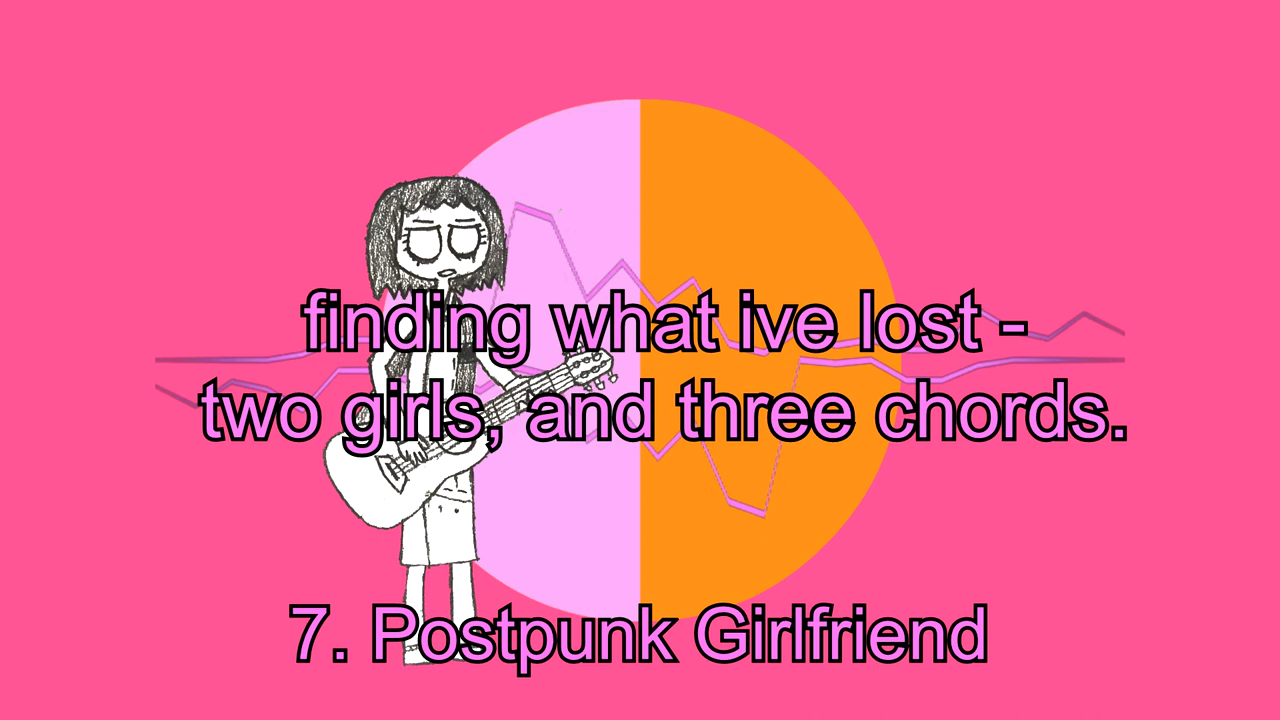 finding what ive lost -
two girls, and three chords.
7. Postpunk Girlfriend